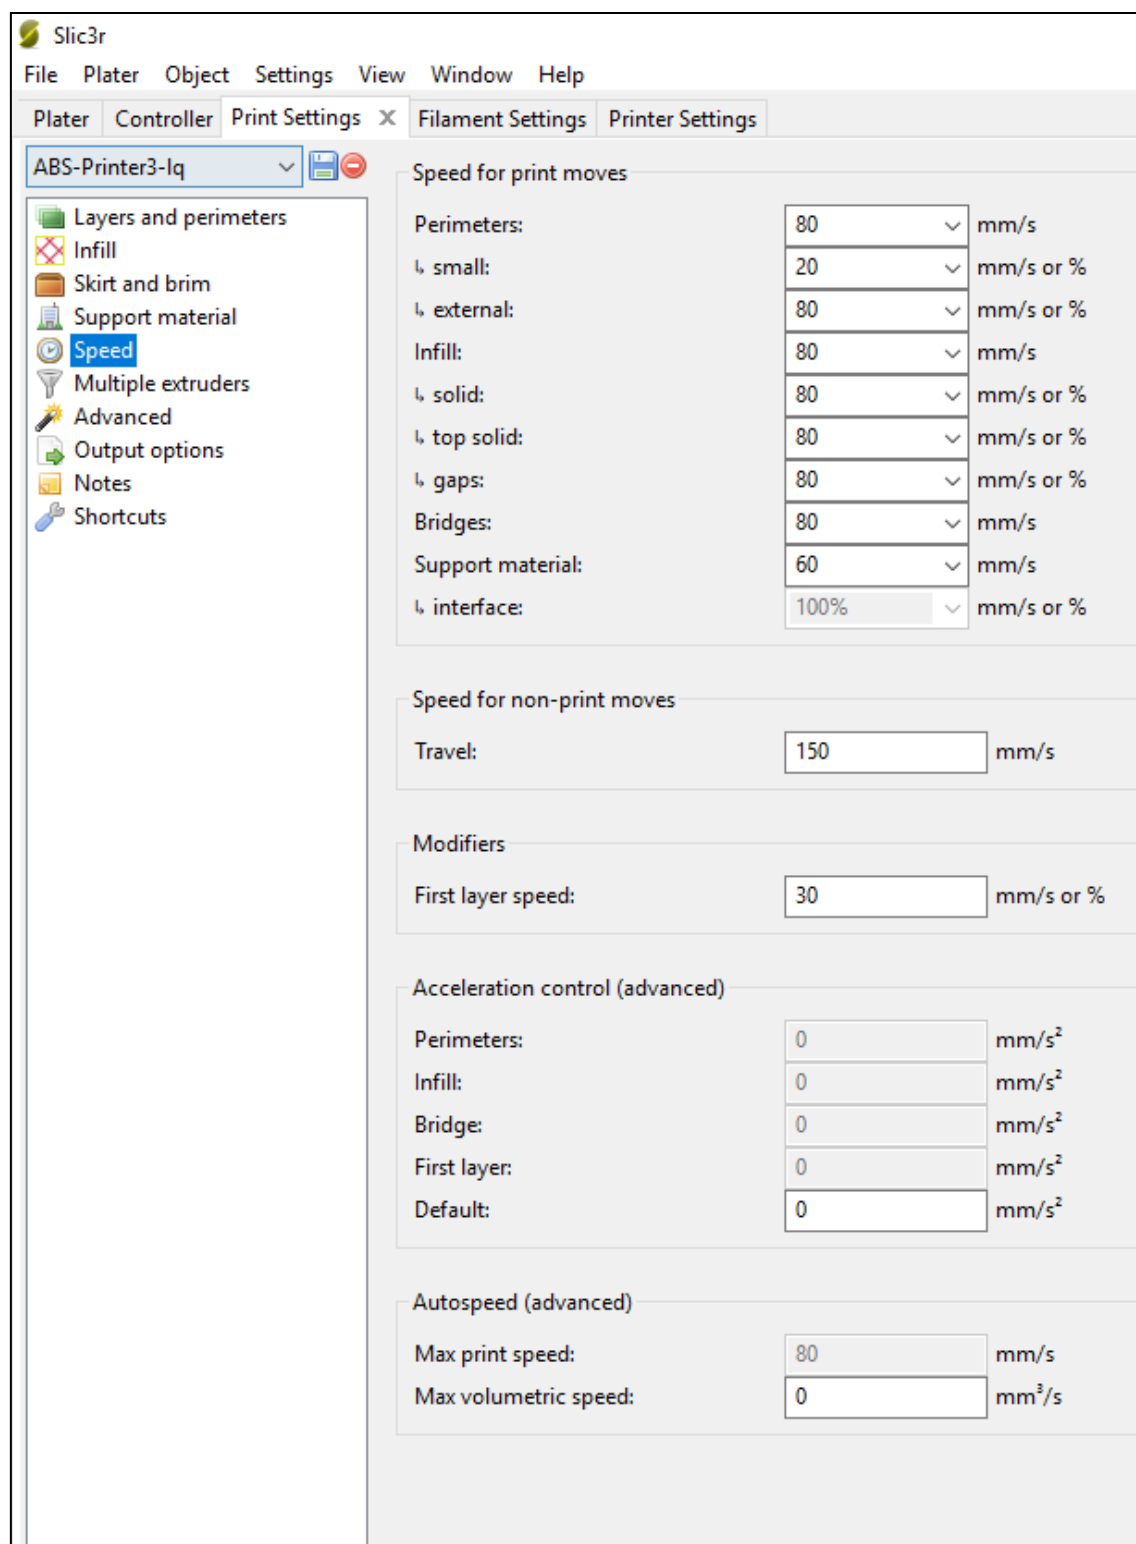 Slic3r
File Plater Object Settings View Window Help
Plater Controller Print Settings X Filament Settings Printer Settings
ABS-Printer3-lq
Layers and perimeters
Infill
Skirt and brim
Support material
Speed
Multiple extruders
Advanced
Output options
Notes
Shortcuts
Speed for print moves
Perimeters: 80 mm/s
↳ small: 20 mm/s or %
↳ external: 80 mm/s or %
Infill: 80 mm/s
↳ solid: 80 mm/s or %
↳ top solid: 80 mm/s or %
↳ gaps: 80 mm/s or %
Bridges: 80 mm/s
Support material: 60 mm/s
↳ interface: 100% mm/s or %
Speed for non-print moves
Travel: 150 mm/s
Modifiers
First layer speed: 30 mm/s or %
Acceleration control (advanced)
Perimeters: 0 mm/s²
Infill: 0 mm/s²
Bridge: 0 mm/s²
First layer: 0 mm/s²
Default: 0 mm/s²
Autospeed (advanced)
Max print speed: 80 mm/s
Max volumetric speed: 0 mm³/s